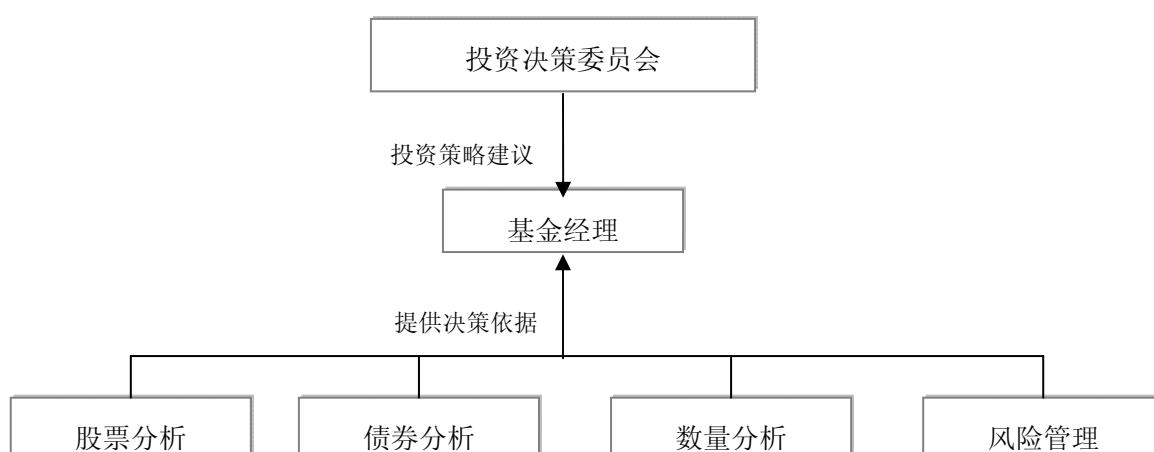 投资决策委员会
投资策略建议
基金经理
提供决策依据
股票分析 债券分析 数量分析 风险管理